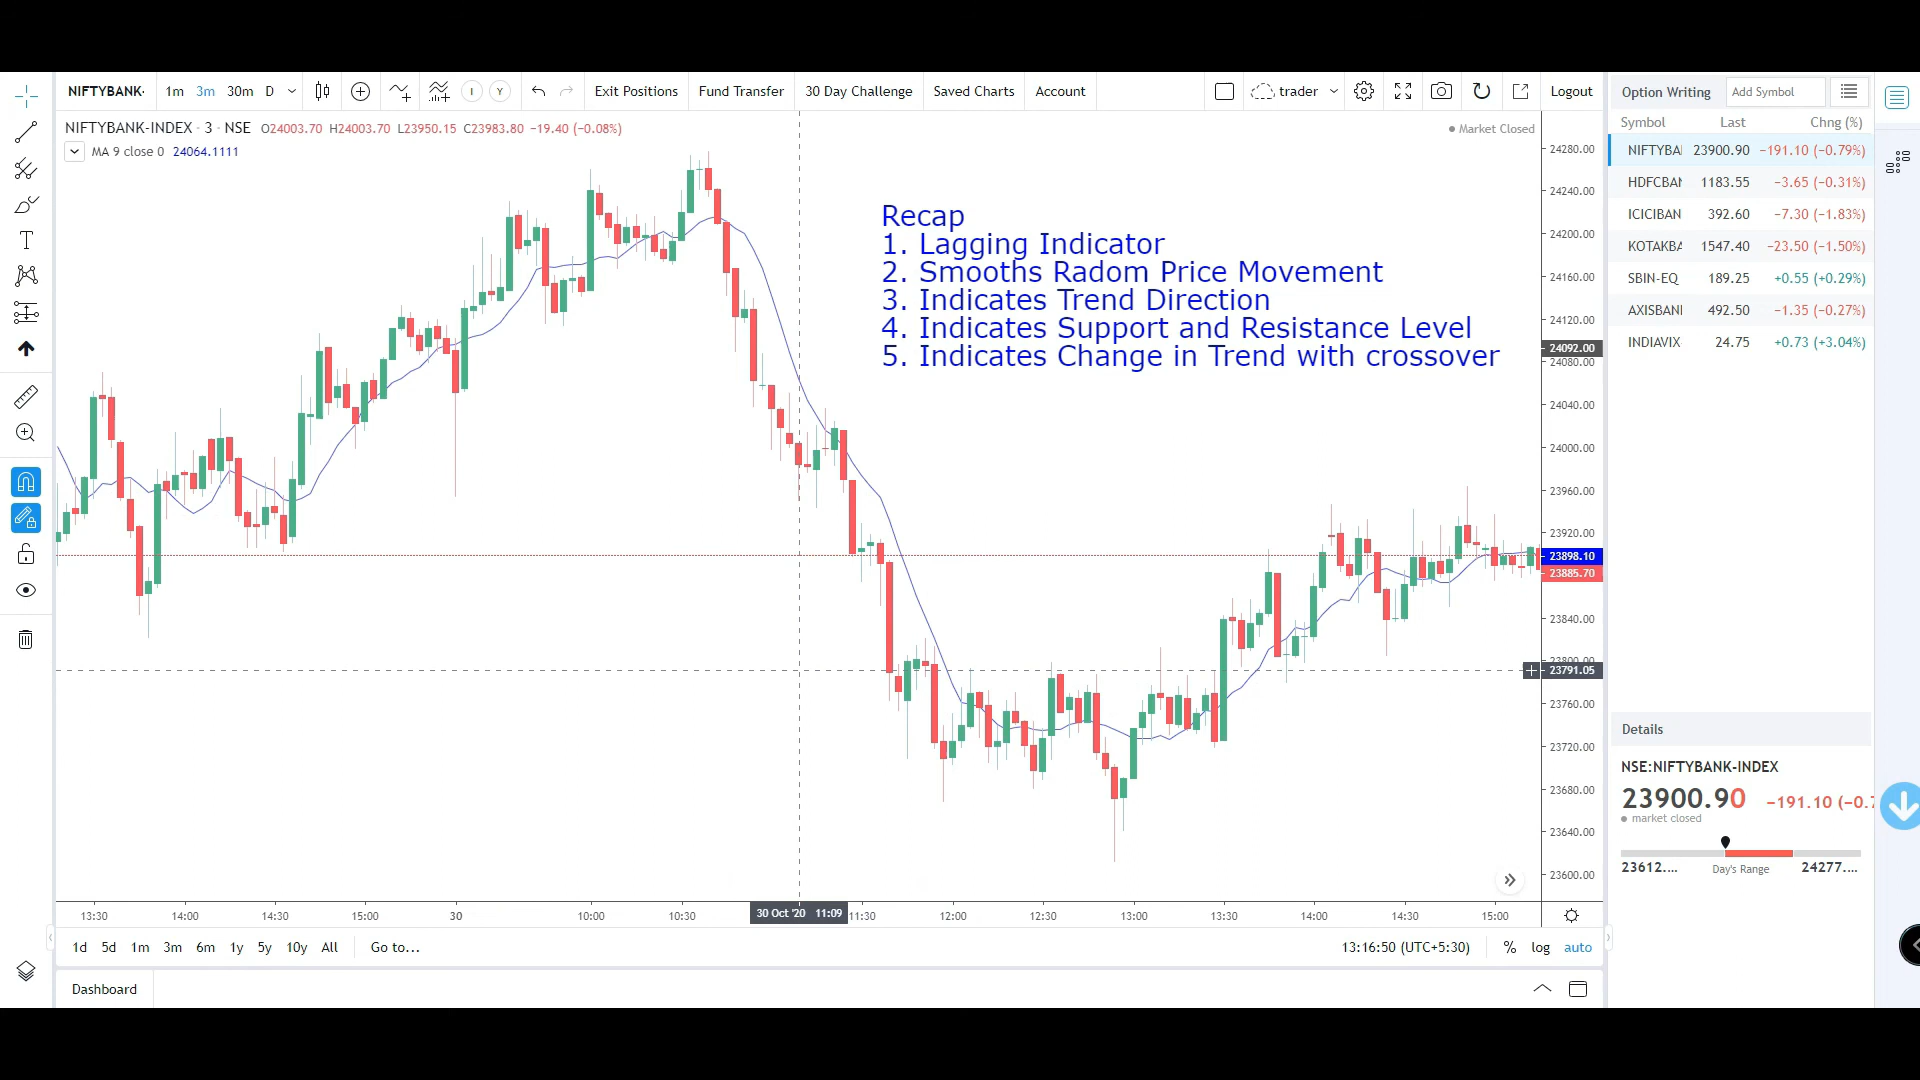 NIFTYBANK·
1m 3m 30m D
I Y
Exit Positions
Fund Transfer
30 Day Challenge
Saved Charts
Account
trader
Logout
NIFTYBANK-INDEX · 3 · NSE O24003.70 H24003.70 L23950.15 C23983.80 −19.40 (−0.08%)
Market Closed
MA 9 close 0 24064.1111
Recap
1. Lagging Indicator
2. Smooths Radom Price Movement
3. Indicates Trend Direction
4. Indicates Support and Resistance Level
5. Indicates Change in Trend with crossover
24280.00
24240.00
24200.00
24160.00
24120.00
24092.00
24080.00
24040.00
24000.00
23960.00
23920.00
23898.10
23885.70
23840.00
23800.00
23791.05
23760.00
23720.00
23680.00
23640.00
23600.00
13:30 14:00 14:30 15:00 30 10:00 10:30 30 Oct '20 11:09 11:30 12:00 12:30 13:00 13:30 14:00 14:30 15:00
1d 5d 1m 3m 6m 1y 5y 10y All Go to...
13:16:50 (UTC+5:30) % log auto
Dashboard
Option Writing
Add Symbol
Symbol Last Chng (%)
NIFTYBA 23900.90 −191.10 (−0.79%)
HDFCBAN 1183.55 −3.65 (−0.31%)
ICICIBAN 392.60 −7.30 (−1.83%)
KOTAKBA 1547.40 −23.50 (−1.50%)
SBIN-EQ 189.25 +0.55 (+0.29%)
AXISBANI 492.50 −1.35 (−0.27%)
INDIAVIX 24.75 +0.73 (+3.04%)
Details
NSE:NIFTYBANK-INDEX
23900.90 −191.10 (−0.7
market closed
23612.... Day's Range 24277....